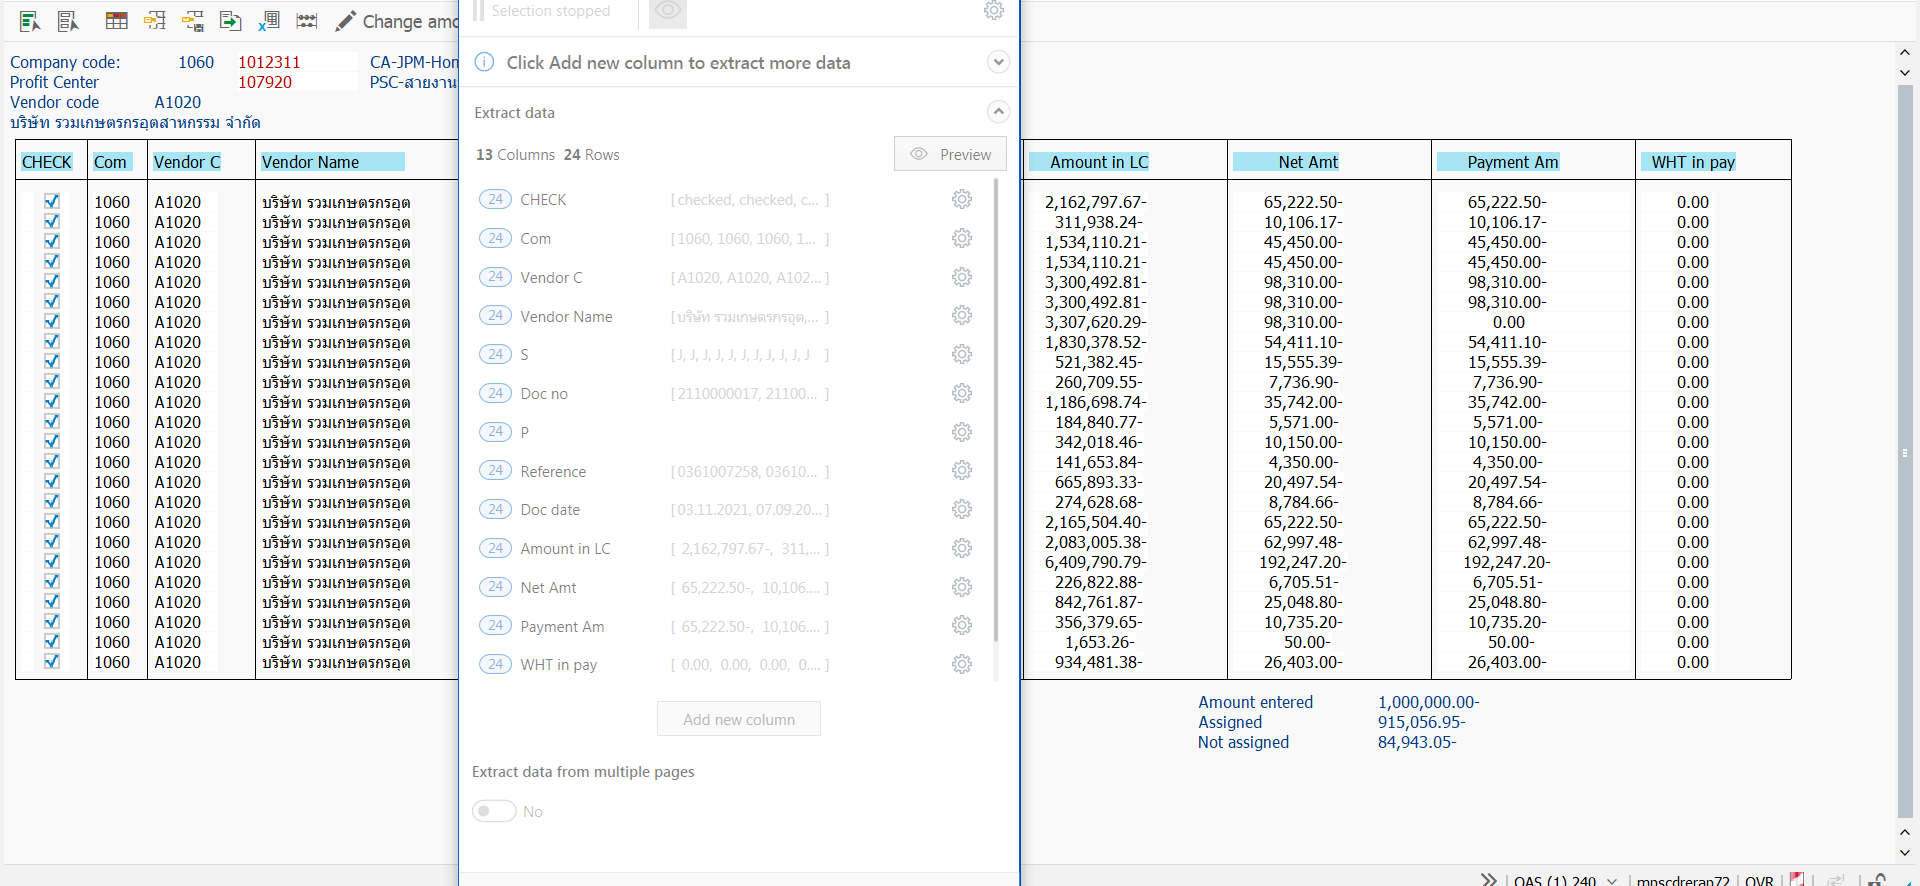 Change amo
Selection stopped
Company code: 1060 1012311 CA-JPM-Hon
Profit Center 107920 PSC-สายงาน
Vendor code A1020
บริษัท รวมเกษตรกรอุตสาหกรรม จำกัด
Click Add new column to extract more data
Extract data
13 Columns 24 Rows
Preview
CHECK [checked, checked, c... ]
24 CHECK
24 Com [1060, 1060, 1060, 1... ]
24 Vendor C [A1020, A1020, A102... ]
24 Vendor Name [บริษัท รวมเกษตรกรอุต,... ]
24 S [J, J, J, J, J, J, J, J, J, J, J ]
24 Doc no [2110000017, 21100... ]
24 P
24 Reference [0361007258, 03610... ]
24 Doc date [03.11.2021, 07.09.20... ]
24 Amount in LC [ 2,162,797.67-, 311,... ]
24 Net Amt [ 65,222.50-, 10,106.... ]
24 Payment Am [ 65,222.50-, 10,106.... ]
24 WHT in pay [ 0.00, 0.00, 0.00, 0.... ]
Add new column
Extract data from multiple pages
No
CHECK Com Vendor C Vendor Name Amount in LC Net Amt Payment Am WHT in pay
1060 A1020 บริษัท รวมเกษตรกรอุต 2,162,797.67- 65,222.50- 65,222.50- 0.00
1060 A1020 บริษัท รวมเกษตรกรอุต 311,938.24- 10,106.17- 10,106.17- 0.00
1060 A1020 บริษัท รวมเกษตรกรอุต 1,534,110.21- 45,450.00- 45,450.00- 0.00
1060 A1020 บริษัท รวมเกษตรกรอุต 1,534,110.21- 45,450.00- 45,450.00- 0.00
1060 A1020 บริษัท รวมเกษตรกรอุต 3,300,492.81- 98,310.00- 98,310.00- 0.00
1060 A1020 บริษัท รวมเกษตรกรอุต 3,300,492.81- 98,310.00- 98,310.00- 0.00
1060 A1020 บริษัท รวมเกษตรกรอุต 3,307,620.29- 98,310.00- 0.00 0.00
1060 A1020 บริษัท รวมเกษตรกรอุต 1,830,378.52- 54,411.10- 54,411.10- 0.00
1060 A1020 บริษัท รวมเกษตรกรอุต 521,382.45- 15,555.39- 15,555.39- 0.00
1060 A1020 บริษัท รวมเกษตรกรอุต 260,709.55- 7,736.90- 7,736.90- 0.00
1060 A1020 บริษัท รวมเกษตรกรอุต 1,186,698.74- 35,742.00- 35,742.00- 0.00
1060 A1020 บริษัท รวมเกษตรกรอุต 184,840.77- 5,571.00- 5,571.00- 0.00
1060 A1020 บริษัท รวมเกษตรกรอุต 342,018.46- 10,150.00- 10,150.00- 0.00
1060 A1020 บริษัท รวมเกษตรกรอุต 141,653.84- 4,350.00- 4,350.00- 0.00
1060 A1020 บริษัท รวมเกษตรกรอุต 665,893.33- 20,497.54- 20,497.54- 0.00
1060 A1020 บริษัท รวมเกษตรกรอุต 274,628.68- 8,784.66- 8,784.66- 0.00
1060 A1020 บริษัท รวมเกษตรกรอุต 2,165,504.40- 65,222.50- 65,222.50- 0.00
1060 A1020 บริษัท รวมเกษตรกรอุต 2,083,005.38- 62,997.48- 62,997.48- 0.00
1060 A1020 บริษัท รวมเกษตรกรอุต 6,409,790.79- 192,247.20- 192,247.20- 0.00
1060 A1020 บริษัท รวมเกษตรกรอุต 226,822.88- 6,705.51- 6,705.51- 0.00
1060 A1020 บริษัท รวมเกษตรกรอุต 842,761.87- 25,048.80- 25,048.80- 0.00
1060 A1020 บริษัท รวมเกษตรกรอุต 356,379.65- 10,735.20- 10,735.20- 0.00
1060 A1020 บริษัท รวมเกษตรกรอุต 1,653.26- 50.00- 50.00- 0.00
1060 A1020 บริษัท รวมเกษตรกรอุต 934,481.38- 26,403.00- 26,403.00- 0.00
Amount entered 1,000,000.00-
Assigned 915,056.95-
Not assigned 84,943.05-
QAS (1) 240 mpscdrerap72 OVR